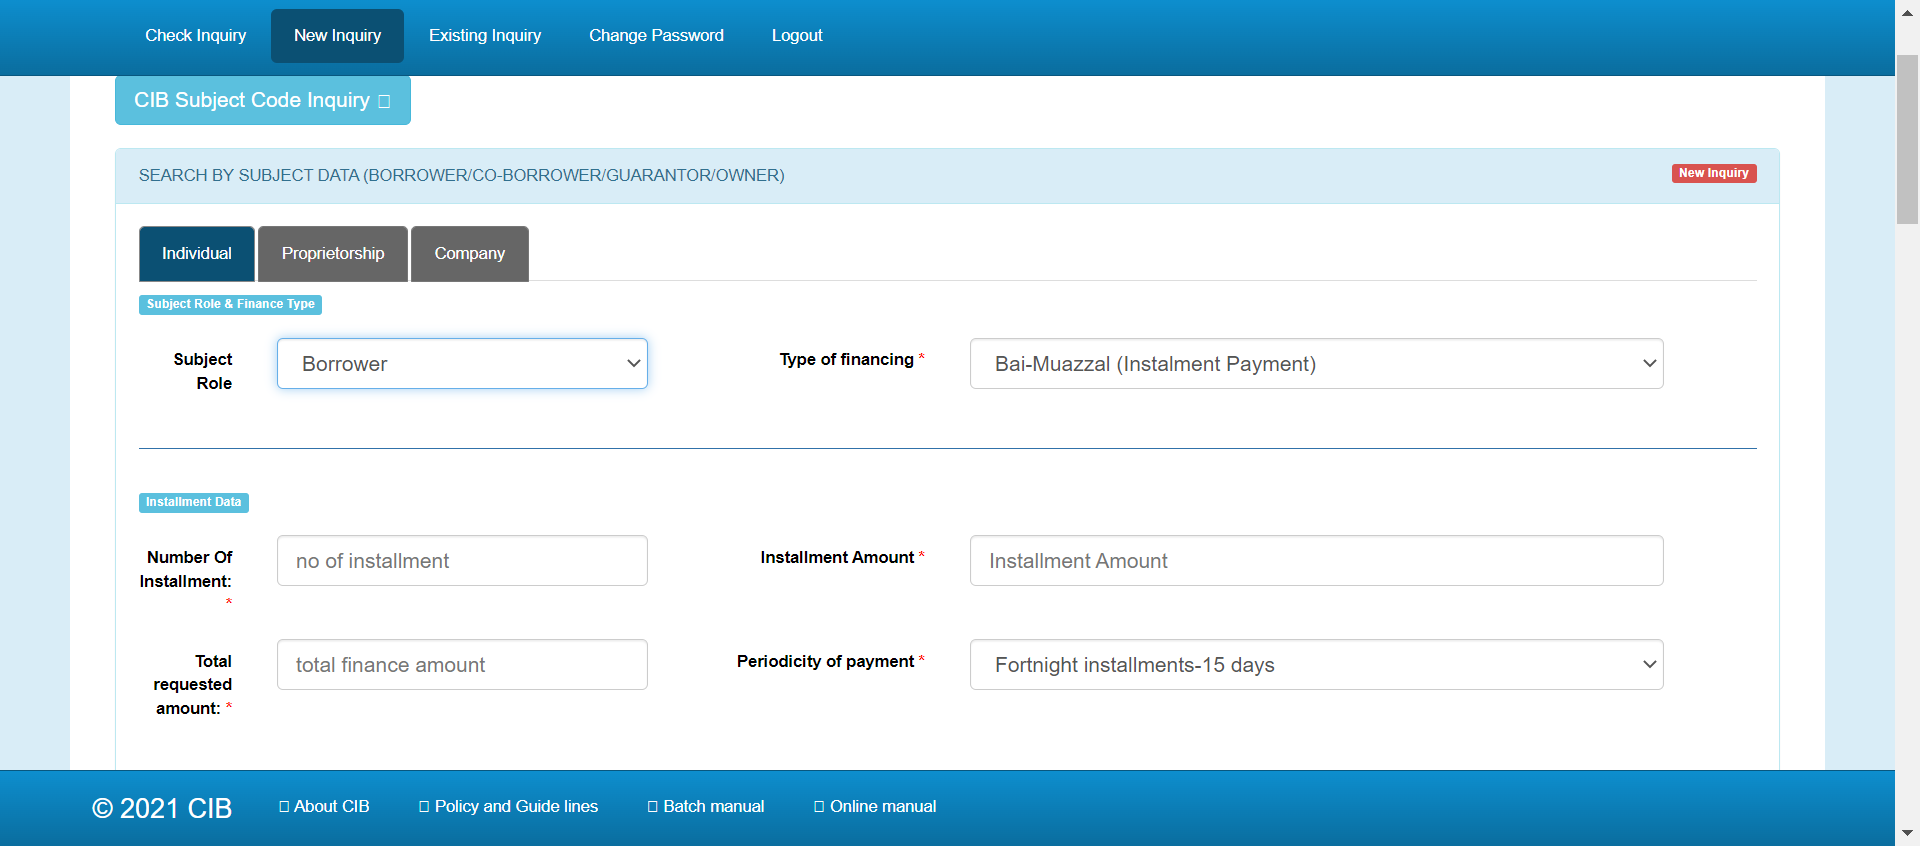 Check Inquiry New Inquiry Existing Inquiry Change Password Logout
CIB Subject Code Inquiry
SEARCH BY SUBJECT DATA (BORROWER/CO-BORROWER/GUARANTOR/OWNER) New Inquiry
Individual Proprietorship Company
Subject Role & Finance Type
Subject Role Borrower Type of financing * Bai-Muazzal (Instalment Payment)
Installment Data
Number Of Installment: * no of installment Installment Amount * Installment Amount
Total requested amount: * total finance amount Periodicity of payment * Fortnight installments-15 days
© 2021 CIB About CIB Policy and Guide lines Batch manual Online manual